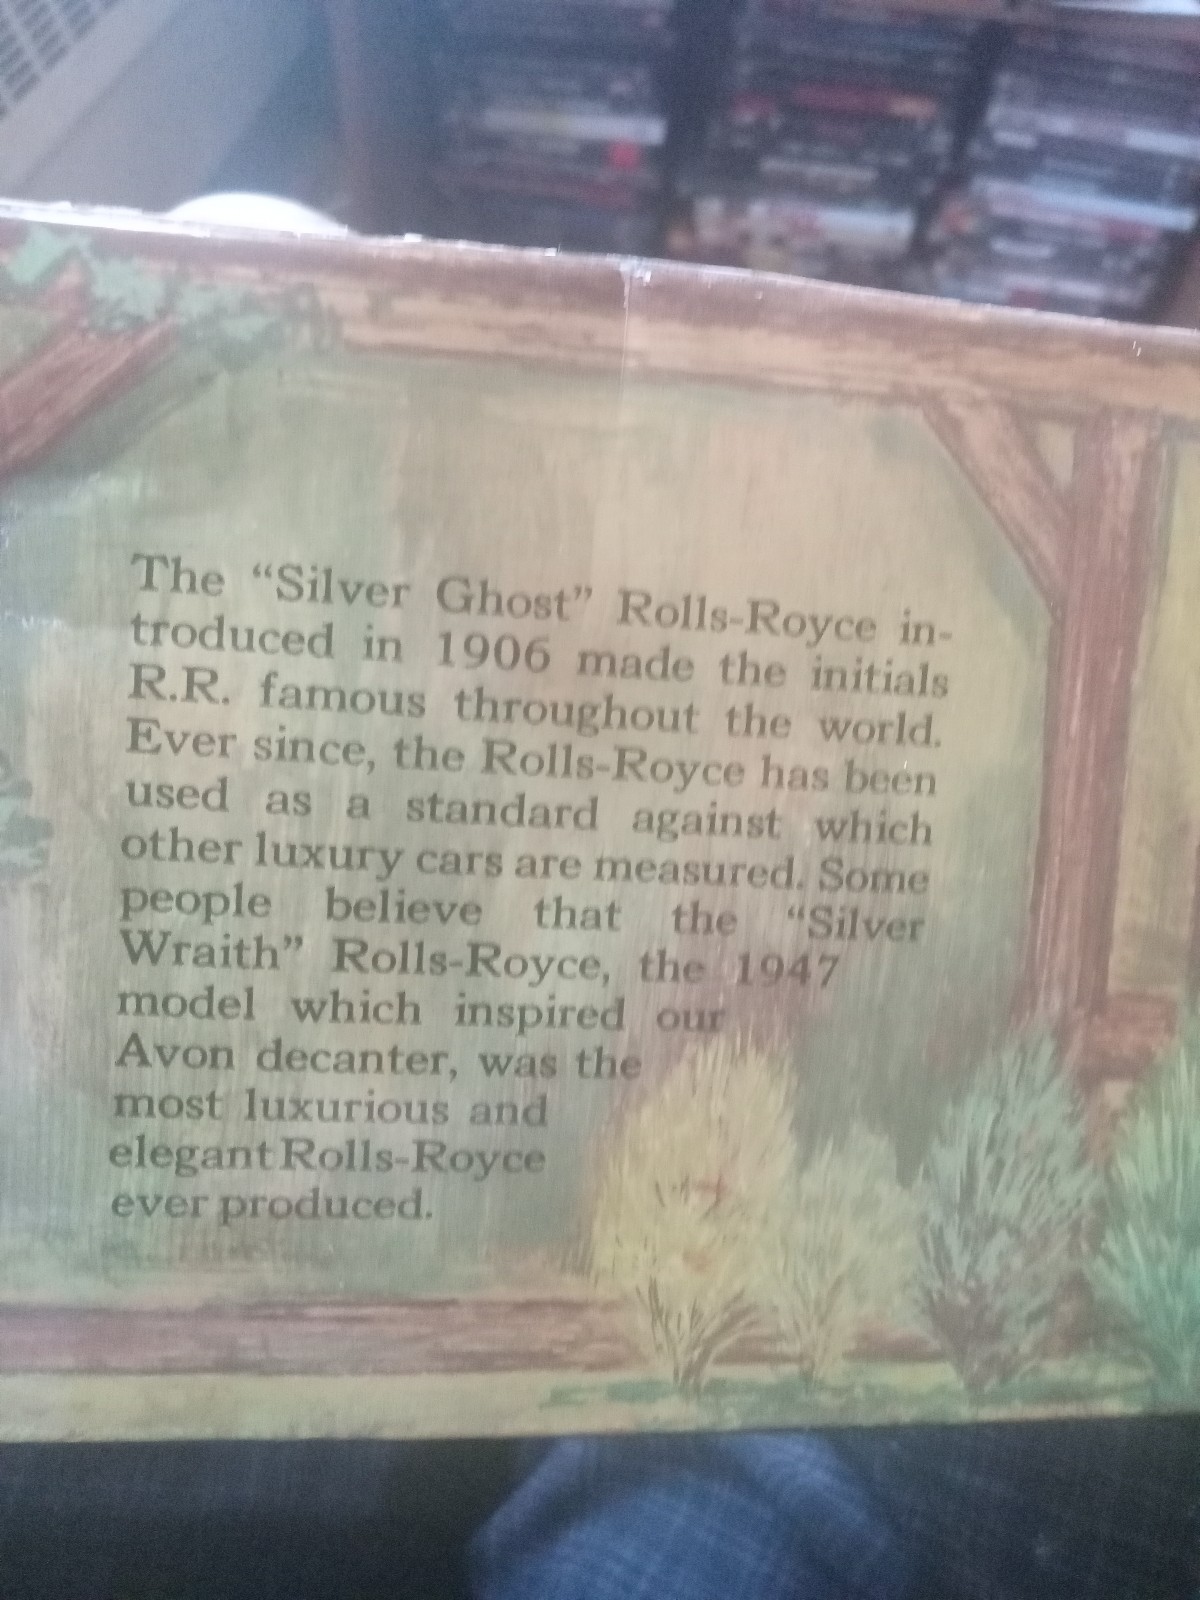 The “Silver Ghost” Rolls-Royce in-
troduced in 1906 made the initials
R.R. famous throughout the world.
Ever since, the Rolls-Royce has been
used as a standard against which
other luxury cars are measured. Some
people believe that the “Silver
Wraith” Rolls-Royce, the 1947
model which inspired our
Avon decanter, was the
most luxurious and
elegant Rolls-Royce
ever produced.